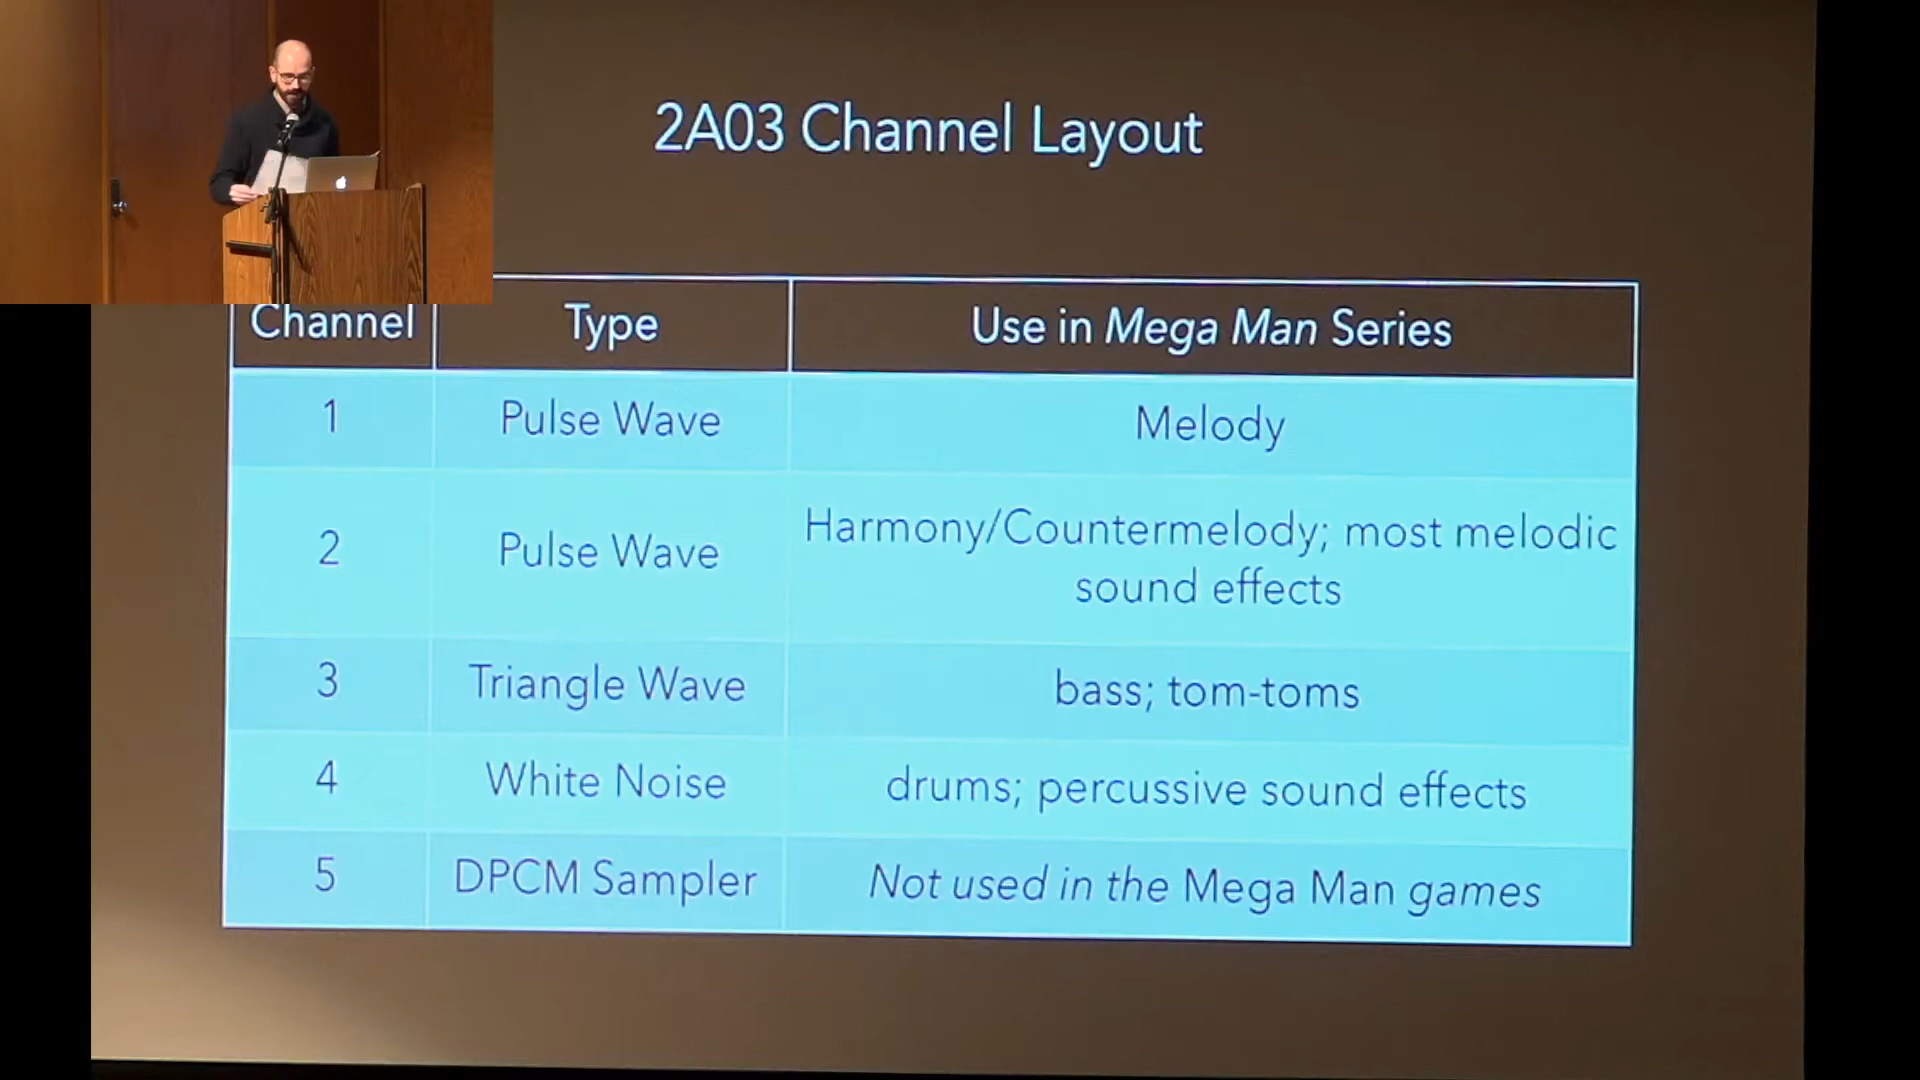 2A03 Channel Layout
Channel Type Use in Mega Man Series
1 Pulse Wave Melody
2 Pulse Wave Harmony/Countermelody; most melodic
sound effects
3 Triangle Wave bass; tom-toms
4 White Noise drums; percussive sound effects
5 DPCM Sampler Not used in the Mega Man games